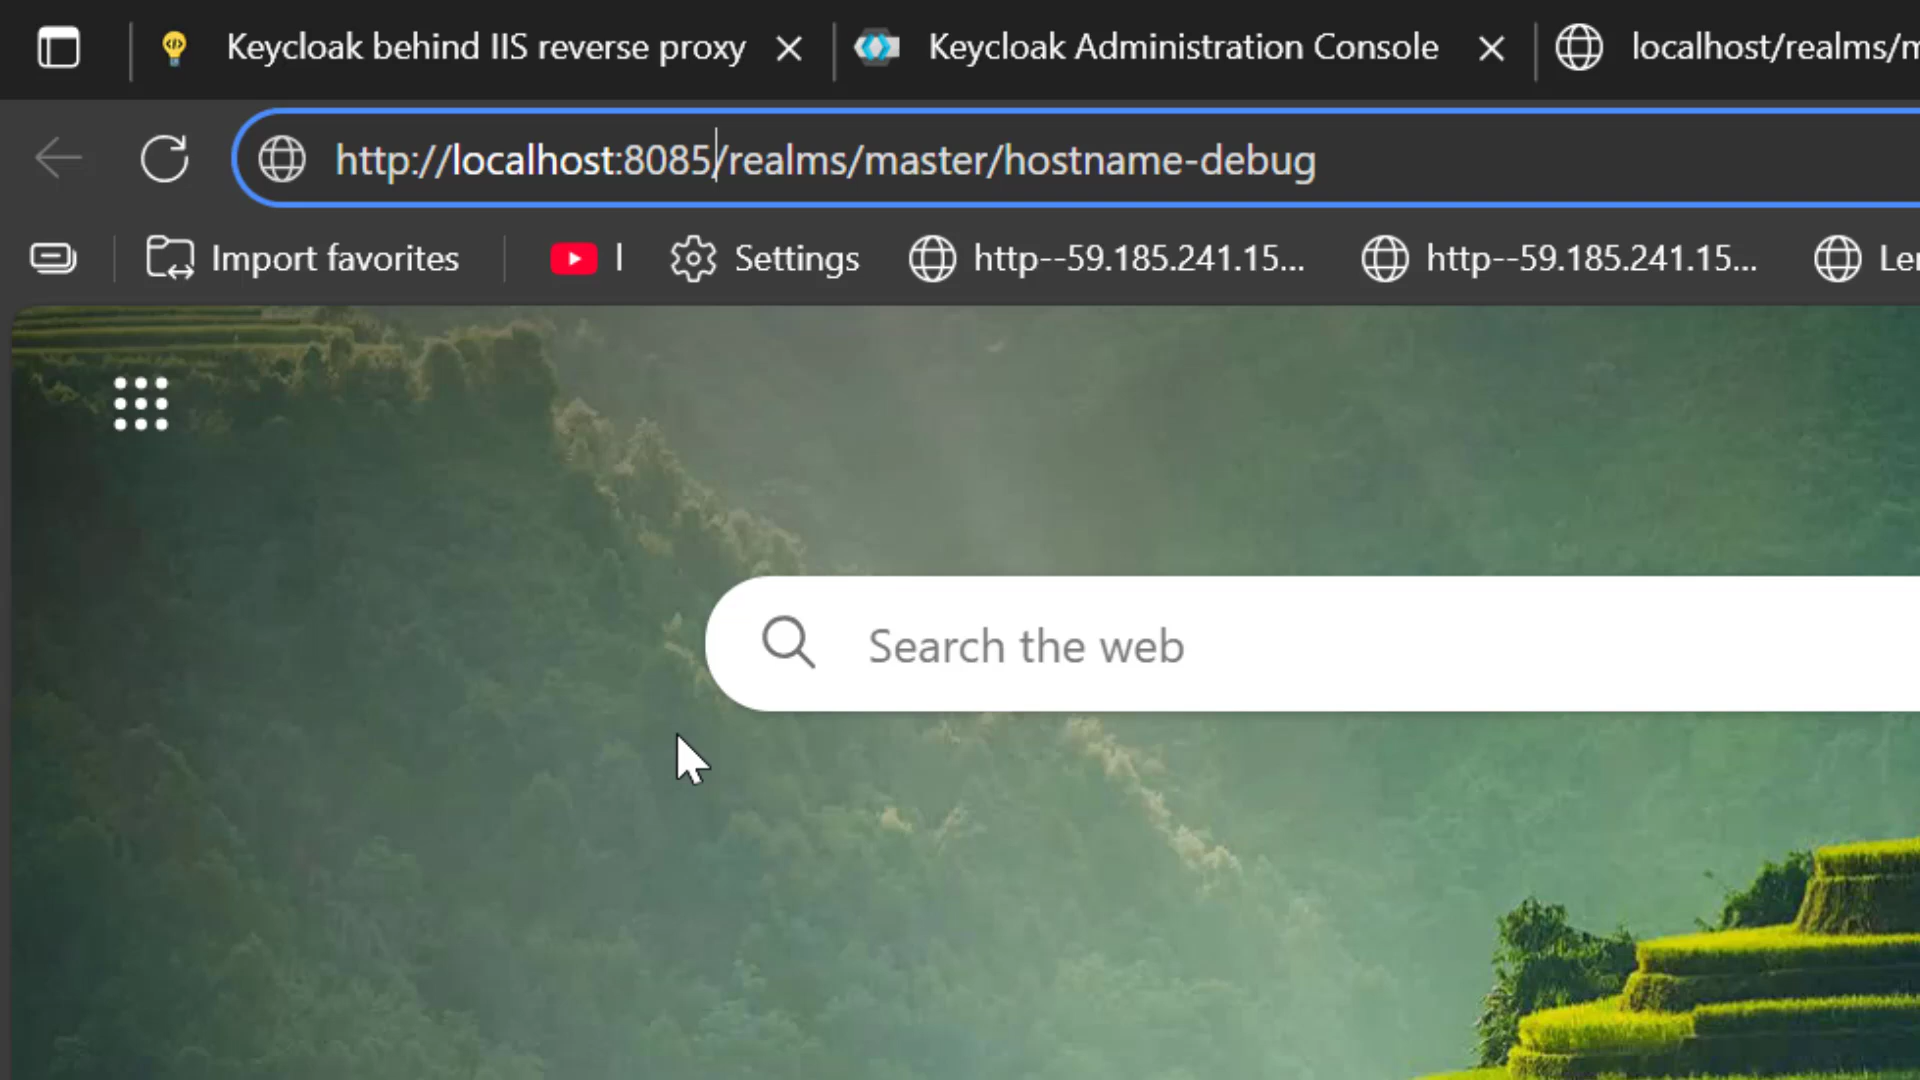 Keycloak behind IIS reverse proxy
Keycloak Administration Console
localhost/realms/m
http://localhost:8085/realms/master/hostname-debug
Import favorites
Settings
http--59.185.241.15...
http--59.185.241.15...
Search the web